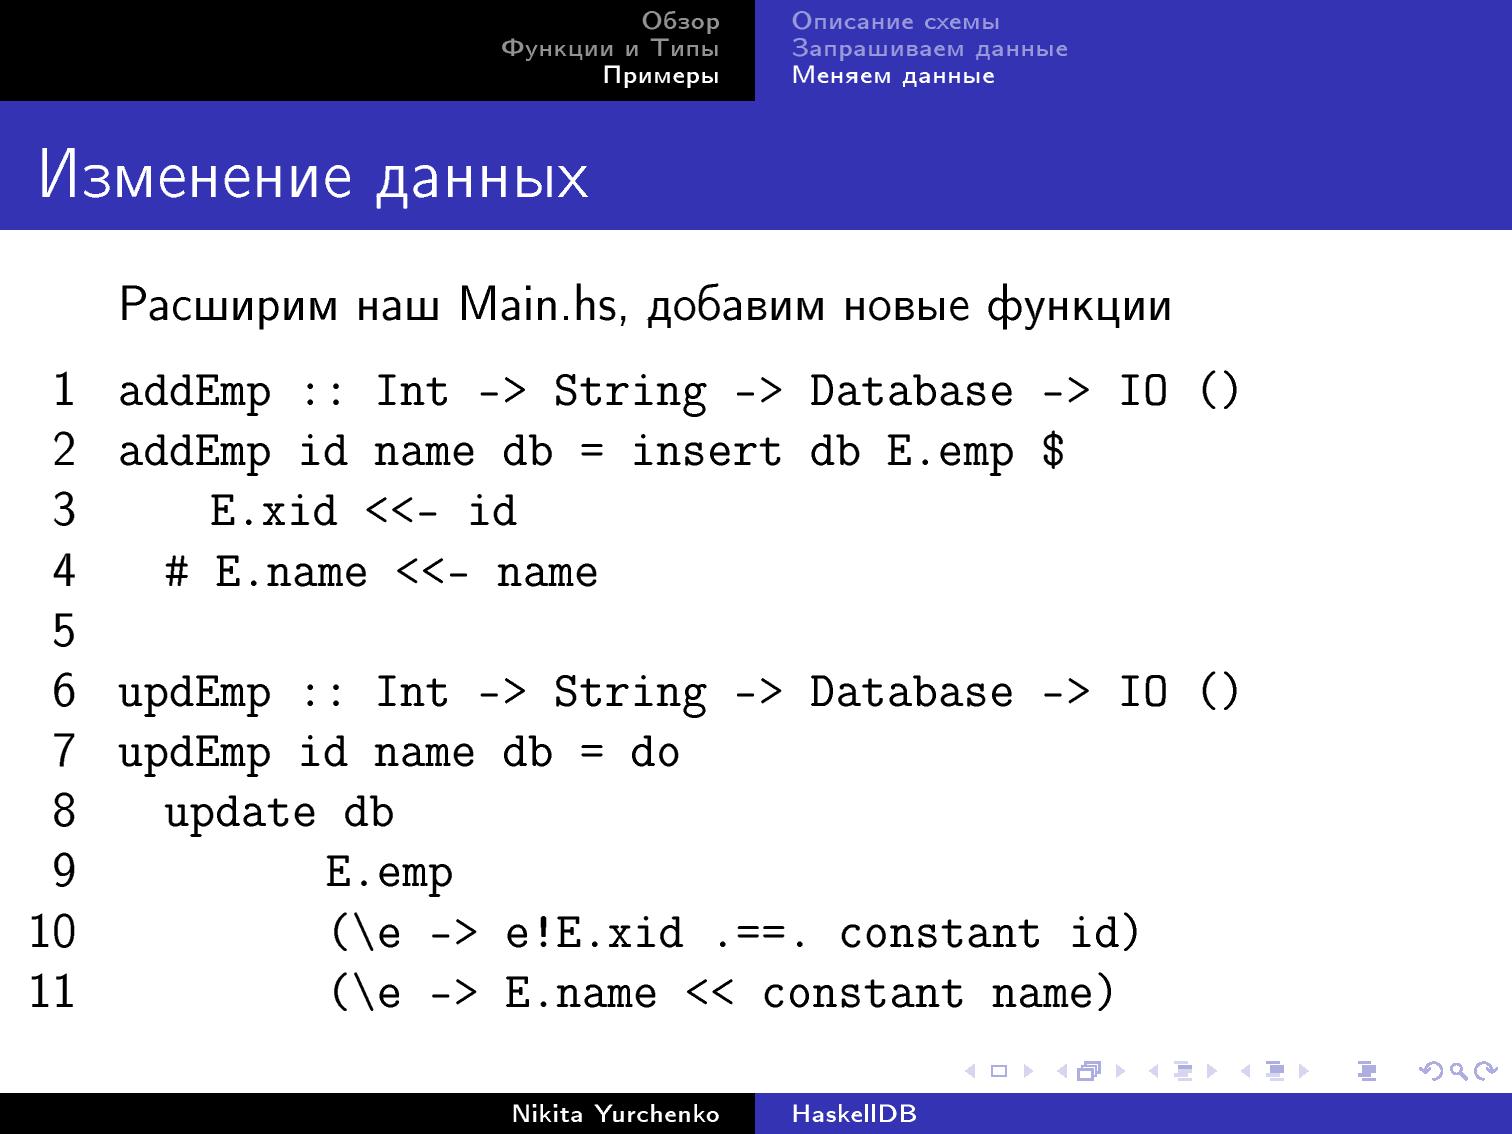 Обзор
Функции и Типы
Примеры
Описание схемы
Запрашиваем данные
Меняем данные
Изменение данных
Расширим наш Main.hs, добавим новые функции
1 addEmp :: Int -> String -> Database -> IO ()
2 addEmp id name db = insert db E.emp $
3 E.xid <<- id
4 # E.name <<- name
5
6 updEmp :: Int -> String -> Database -> IO ()
7 updEmp id name db = do
8 update db
9 E.emp
10 (\e -> e!E.xid .==. constant id)
11 (\e -> E.name << constant name)
Nikita Yurchenko
HaskellDB